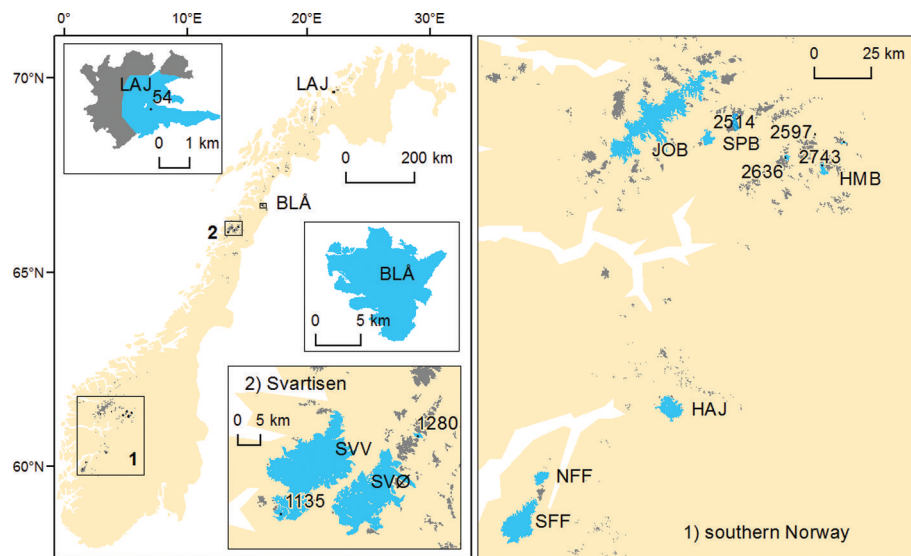 0° 10°E 20°E 30°E
70°N
65°N
60°N
LAJ
54
0 1 km
LAJ
0 200 km
BLÅ
2
BLÅ
0 5 km
1
2) Svartisen
0 5 km
1280
SVV
SVØ
1135
0 25 km
2514
2597
JOB
SPB
2743
2636
HMB
HAJ
NFF
SFF
1) southern Norway